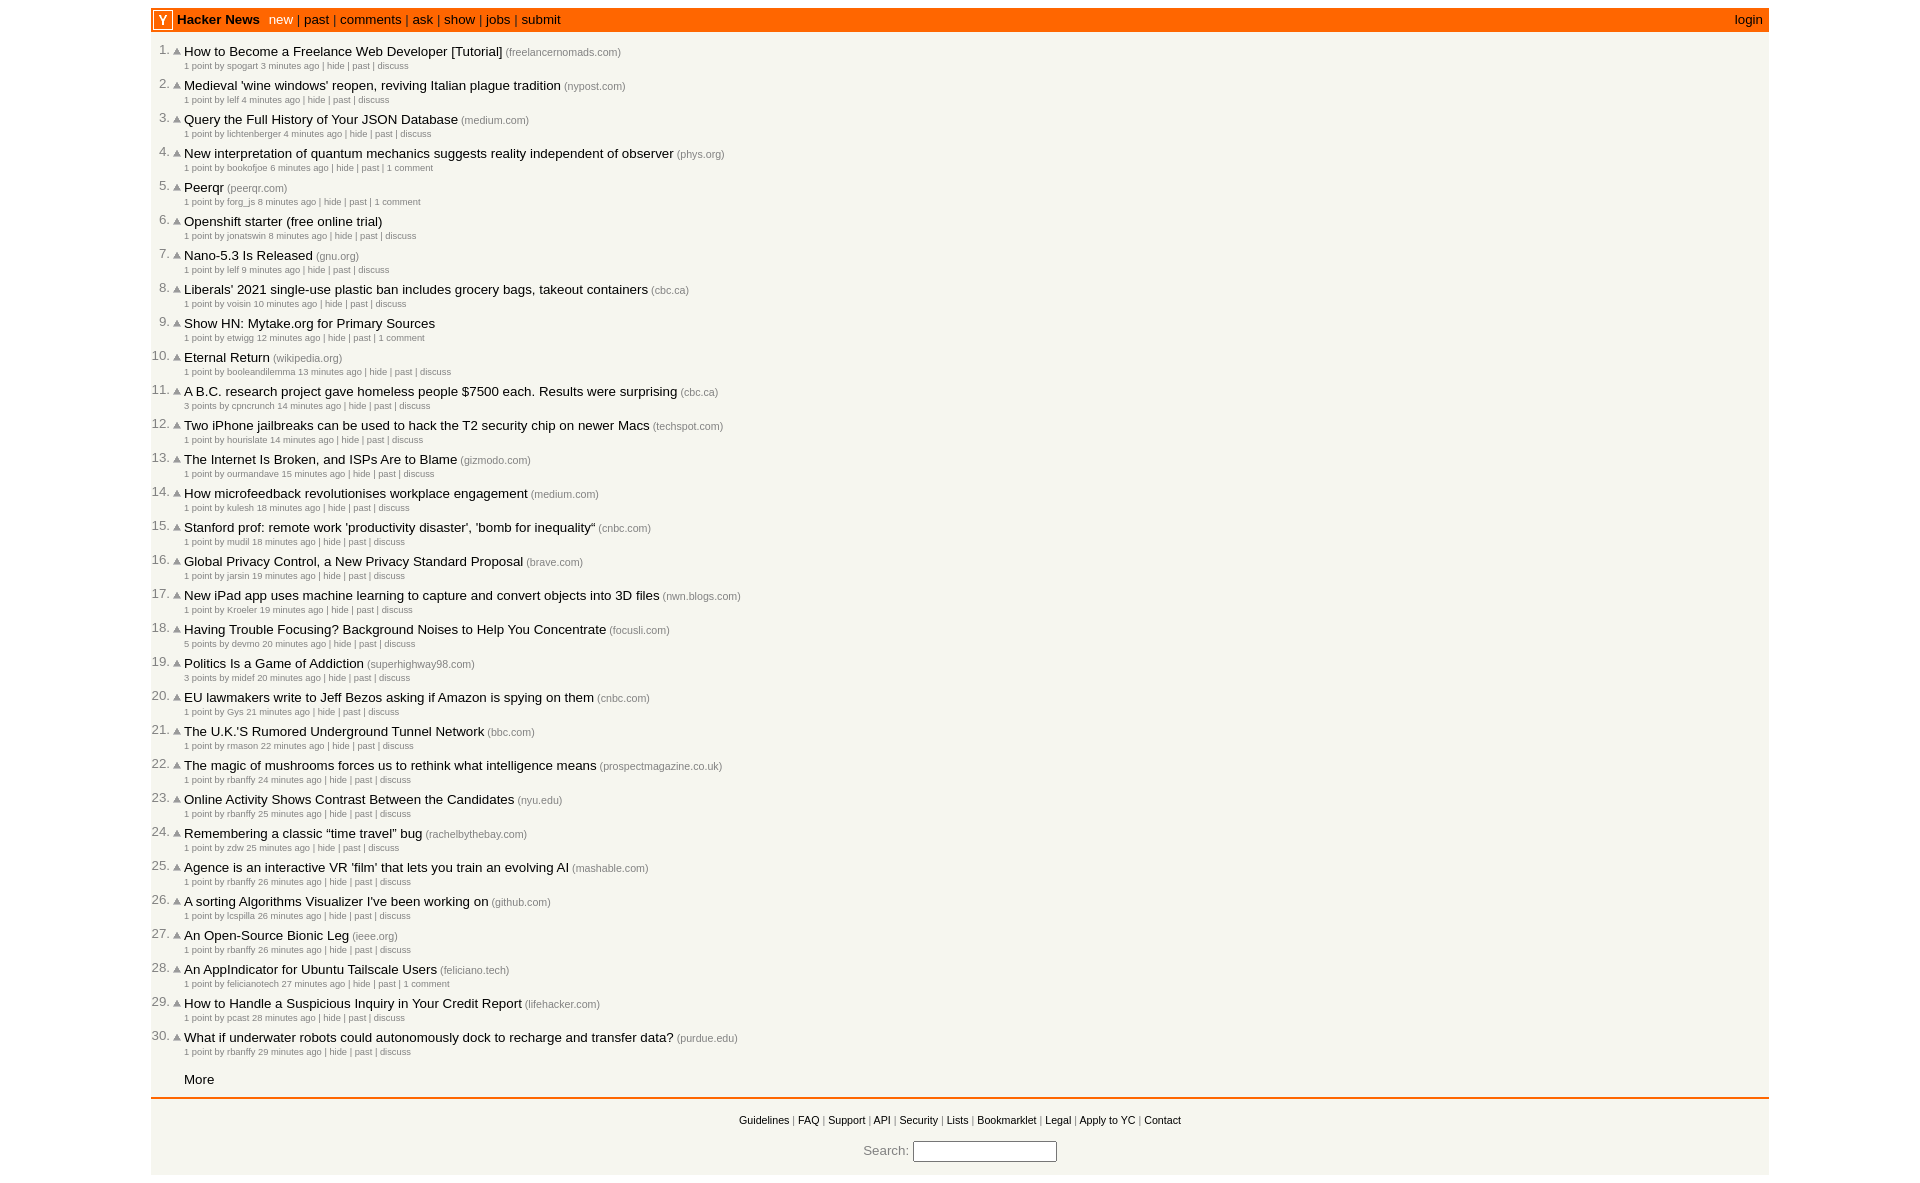 Y Hacker News new | past | comments | ask | show | jobs | submit login
1. How to Become a Freelance Web Developer [Tutorial] (freelancernomads.com)
1 point by spogart 3 minutes ago | hide | past | discuss
2. Medieval 'wine windows' reopen, reviving Italian plague tradition (nypost.com)
1 point by lelf 4 minutes ago | hide | past | discuss
3. Query the Full History of Your JSON Database (medium.com)
1 point by lichtenberger 4 minutes ago | hide | past | discuss
4. New interpretation of quantum mechanics suggests reality independent of observer (phys.org)
1 point by bookofjoe 6 minutes ago | hide | past | 1 comment
5. Peerqr (peerqr.com)
1 point by forg_js 8 minutes ago | hide | past | 1 comment
6. Openshift starter (free online trial)
1 point by jonatswin 8 minutes ago | hide | past | discuss
7. Nano-5.3 Is Released (gnu.org)
1 point by lelf 9 minutes ago | hide | past | discuss
8. Liberals' 2021 single-use plastic ban includes grocery bags, takeout containers (cbc.ca)
1 point by voisin 10 minutes ago | hide | past | discuss
9. Show HN: Mytake.org for Primary Sources
1 point by etwigg 12 minutes ago | hide | past | 1 comment
10. Eternal Return (wikipedia.org)
1 point by booleandilemma 13 minutes ago | hide | past | discuss
11. A B.C. research project gave homeless people $7500 each. Results were surprising (cbc.ca)
3 points by cpncrunch 14 minutes ago | hide | past | discuss
12. Two iPhone jailbreaks can be used to hack the T2 security chip on newer Macs (techspot.com)
1 point by hourislate 14 minutes ago | hide | past | discuss
13. The Internet Is Broken, and ISPs Are to Blame (gizmodo.com)
1 point by ourmandave 15 minutes ago | hide | past | discuss
14. How microfeedback revolutionises workplace engagement (medium.com)
1 point by kulesh 18 minutes ago | hide | past | discuss
15. Stanford prof: remote work 'productivity disaster', 'bomb for inequality“ (cnbc.com)
1 point by mudil 18 minutes ago | hide | past | discuss
16. Global Privacy Control, a New Privacy Standard Proposal (brave.com)
1 point by jarsin 19 minutes ago | hide | past | discuss
17. New iPad app uses machine learning to capture and convert objects into 3D files (nwn.blogs.com)
1 point by Kroeler 19 minutes ago | hide | past | discuss
18. Having Trouble Focusing? Background Noises to Help You Concentrate (focusli.com)
5 points by devmo 20 minutes ago | hide | past | discuss
19. Politics Is a Game of Addiction (superhighway98.com)
3 points by midef 20 minutes ago | hide | past | discuss
20. EU lawmakers write to Jeff Bezos asking if Amazon is spying on them (cnbc.com)
1 point by Gys 21 minutes ago | hide | past | discuss
21. The U.K.'S Rumored Underground Tunnel Network (bbc.com)
1 point by rmason 22 minutes ago | hide | past | discuss
22. The magic of mushrooms forces us to rethink what intelligence means (prospectmagazine.co.uk)
1 point by rbanffy 24 minutes ago | hide | past | discuss
23. Online Activity Shows Contrast Between the Candidates (nyu.edu)
1 point by rbanffy 25 minutes ago | hide | past | discuss
24. Remembering a classic “time travel” bug (rachelbythebay.com)
1 point by zdw 25 minutes ago | hide | past | discuss
25. Agence is an interactive VR 'film' that lets you train an evolving AI (mashable.com)
1 point by rbanffy 26 minutes ago | hide | past | discuss
26. A sorting Algorithms Visualizer I've been working on (github.com)
1 point by lcspilla 26 minutes ago | hide | past | discuss
27. An Open-Source Bionic Leg (ieee.org)
1 point by rbanffy 26 minutes ago | hide | past | discuss
28. An AppIndicator for Ubuntu Tailscale Users (feliciano.tech)
1 point by felicianotech 27 minutes ago | hide | past | 1 comment
29. How to Handle a Suspicious Inquiry in Your Credit Report (lifehacker.com)
1 point by pcast 28 minutes ago | hide | past | discuss
30. What if underwater robots could autonomously dock to recharge and transfer data? (purdue.edu)
1 point by rbanffy 29 minutes ago | hide | past | discuss
More
Guidelines | FAQ | Support | API | Security | Lists | Bookmarklet | Legal | Apply to YC | Contact
Search: